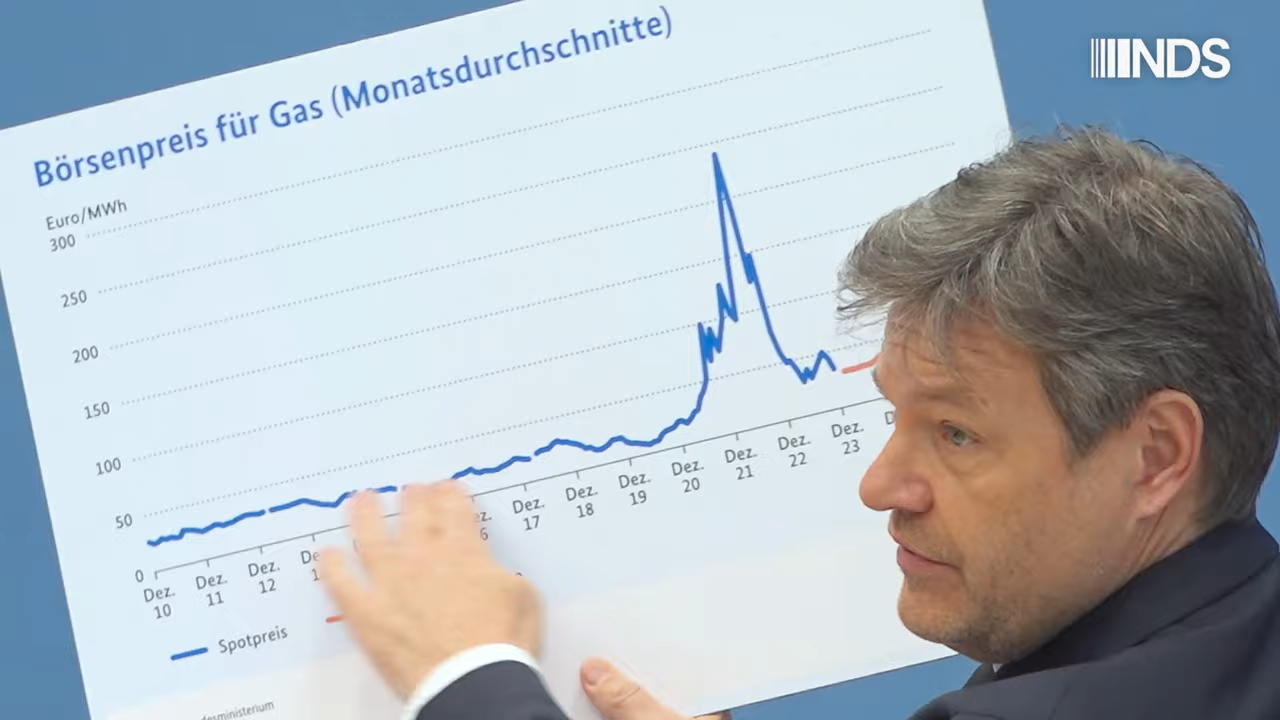 NDS
Börsenpreis für Gas (Monatsdurchschnitte)
Euro/MWh
300
250
200
150
100
50
0
Dez. 10
Dez. 11
Dez. 12
Dez. 17
Dez. 18
Dez. 19
Dez. 20
Dez. 21
Dez. 22
Dez. 23
Spotpreis